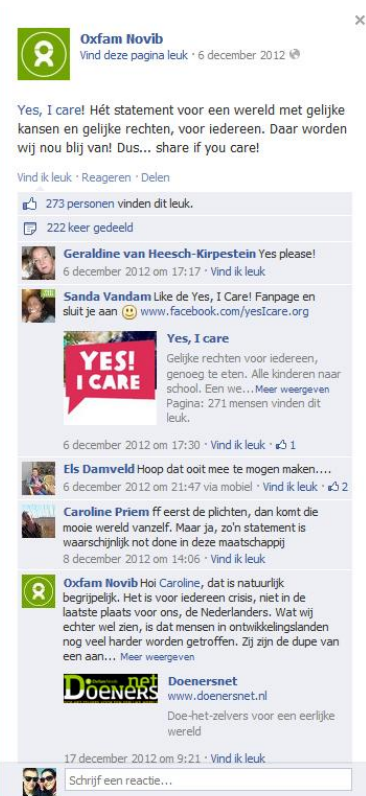 Oxfam Novib
Vind deze pagina leuk · 6 december 2012
Yes, I care! Hét statement voor een wereld met gelijke
kansen en gelijke rechten, voor iedereen. Daar worden
wij nou blij van! Dus... share if you care!
Vind ik leuk · Reageren · Delen
273 personen vinden dit leuk.
222 keer gedeeld
Geraldine van Heesch-Kirpestein Yes please!
6 december 2012 om 17:17 · Vind ik leuk
Sanda Vandam Like de Yes, I Care! Fanpage en
sluit je aan 🙂 www.facebook.com/yesIcare.org
YES!
I CARE
Yes, I care
Gelijke rechten voor iedereen,
genoeg te eten. Alle kinderen naar
school. Een we...Meer weergeven
Pagina: 271 mensen vinden dit
leuk.
6 december 2012 om 17:30 · Vind ik leuk · 1
Els Damveld Hoop dat ooit mee te mogen maken....
6 december 2012 om 21:47 via mobiel · Vind ik leuk · 2
Caroline Priem ff eerst de plichten, dan komt die
mooie wereld vanzelf. Maar ja, zo'n statement is
waarschijnlijk not done in deze maatschappij
8 december 2012 om 14:06 · Vind ik leuk
Oxfam Novib Hoi Caroline, dat is natuurlijk
begrijpelijk. Het is voor iedereen crisis, niet in de
laatste plaats voor ons, de Nederlanders. Wat wij
echter wel zien, is dat mensen in ontwikkelingslanden
nog veel harder worden getroffen. Zij zijn de dupe van
een aan... Meer weergeven
DOENERS net
Doenersnet
www.doenersnet.nl
Doe-het-zelvers voor een eerlijke
wereld
17 december 2012 om 9:21 · Vind ik leuk
Schrijf een reactie...